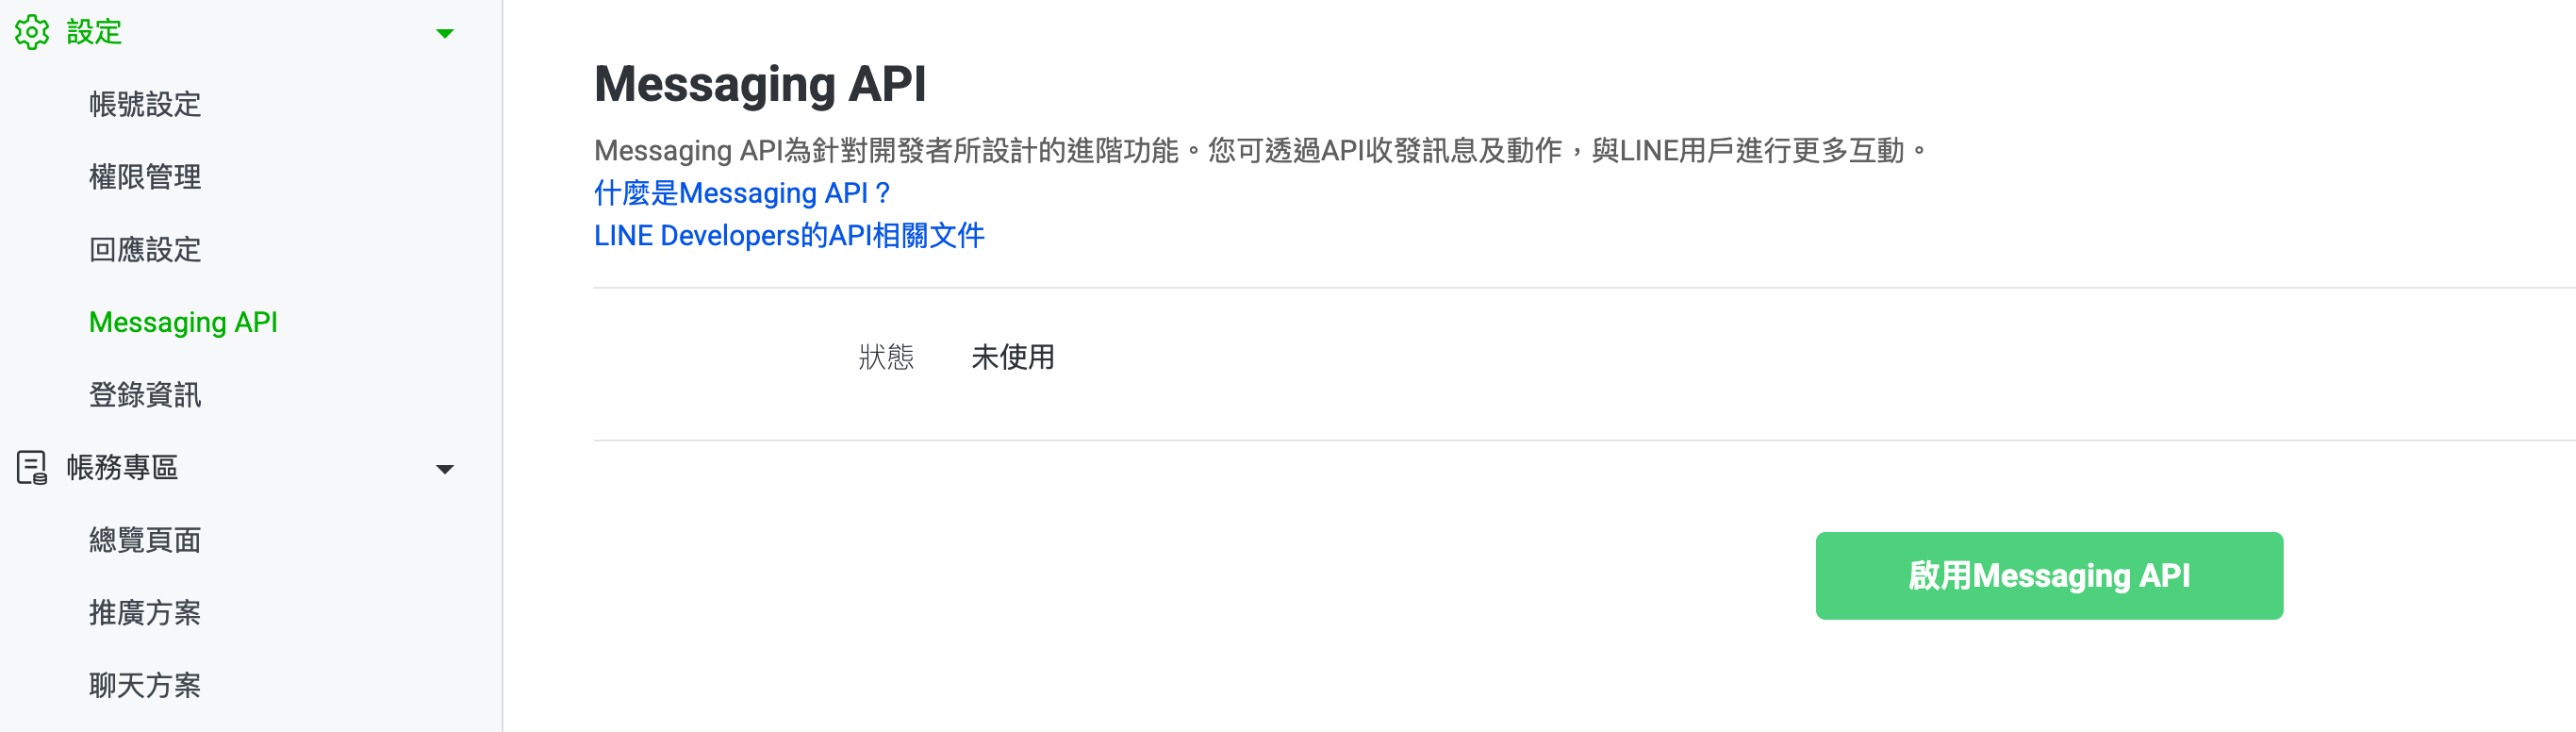 設定
帳號設定
權限管理
回應設定
Messaging API
登錄資訊
帳務專區
總覽頁面
推廣方案
聊天方案
Messaging API
Messaging API為針對開發者所設計的進階功能。您可透過API收發訊息及動作，與LINE用戶進行更多互動。
什麼是Messaging API？
LINE Developers的API相關文件
狀態 未使用
啟用Messaging API